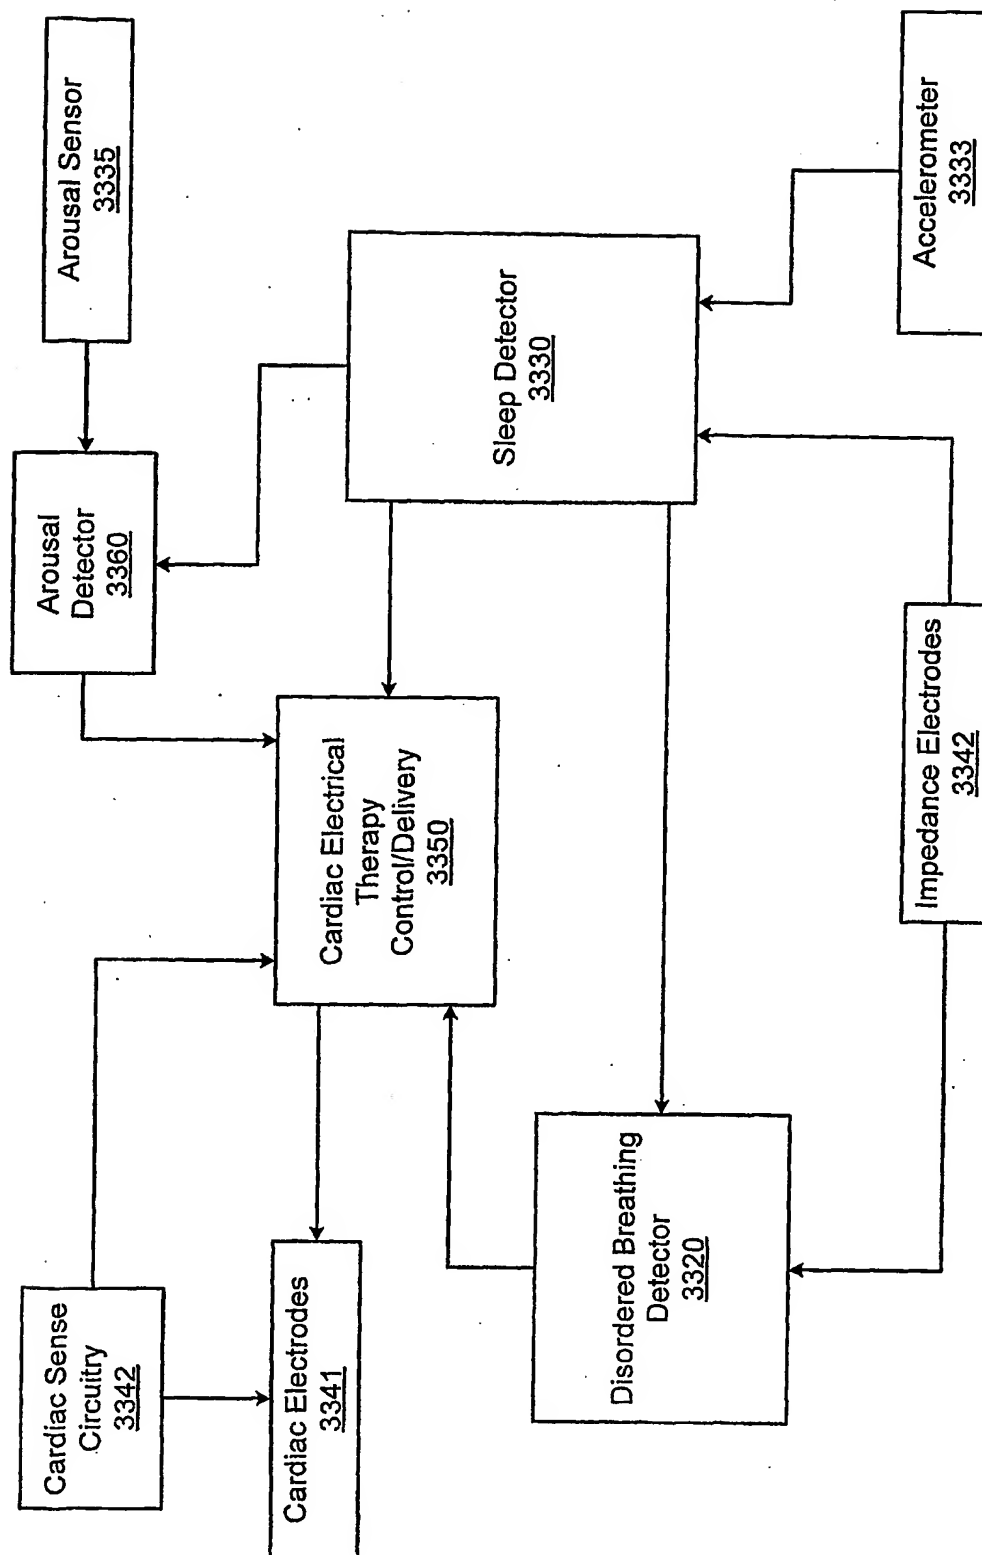 Cardiac Sense
Circuitry
3342
Cardiac Electrodes
3341
Disordered Breathing
Detector
3320
Cardiac Electrical
Therapy
Control/Delivery
3350
Impedance Electrodes
3342
Arousal
Detector
3360
Sleep Detector
3330
Arousal Sensor
3335
Accelerometer
3333